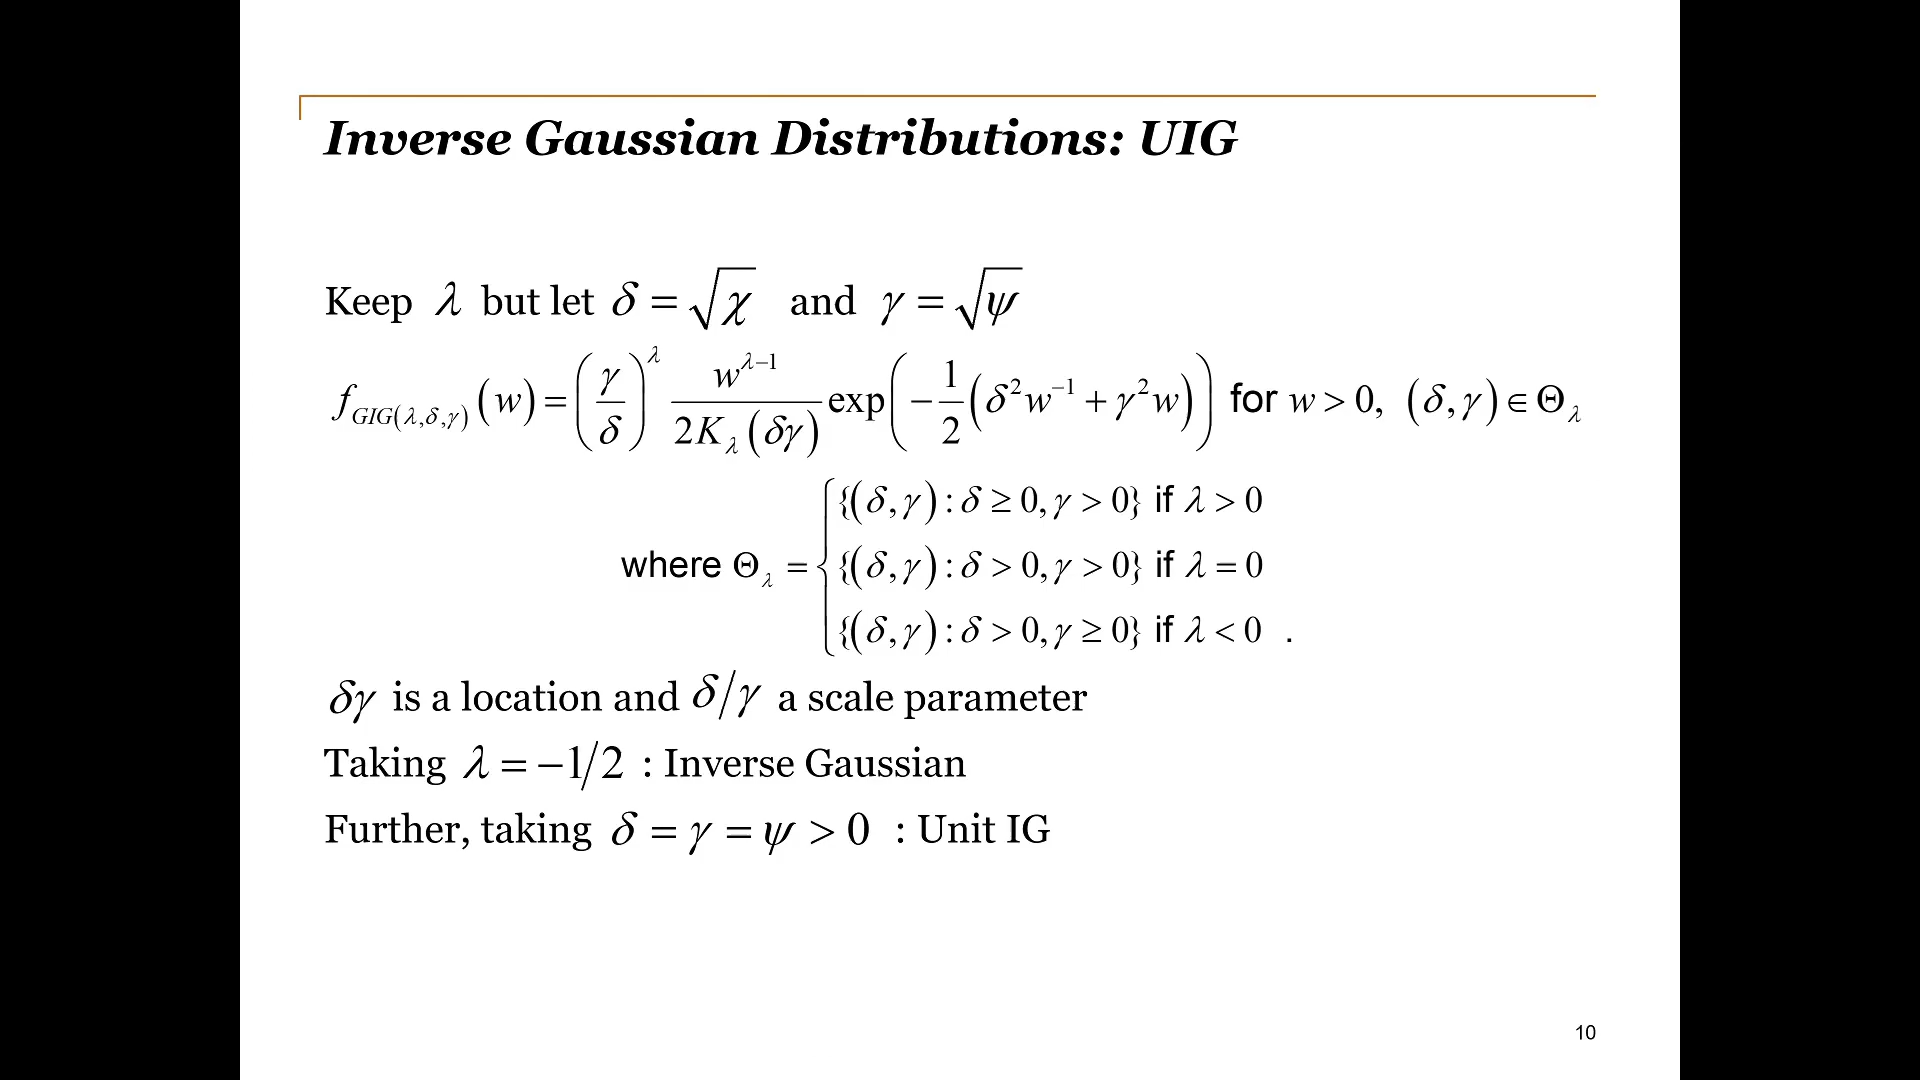 Inverse Gaussian Distributions: UIG
Keep λ but let δ = √χ and γ = √ψ
f_{GIG(λ,δ,γ)}(w) = (γ/δ)^λ w^{λ−1}/(2K_λ(δγ)) exp(−1/2(δ²w⁻¹ + γ²w)) for w > 0, (δ,γ) ∈ Θ_λ
{(δ,γ) : δ ≥ 0, γ > 0} if λ > 0
where Θ_λ = {(δ,γ) : δ > 0, γ > 0} if λ = 0
{(δ,γ) : δ > 0, γ ≥ 0} if λ < 0 .
δγ is a location and δ/γ a scale parameter
Taking λ = −1/2 : Inverse Gaussian
Further, taking δ = γ = ψ > 0 : Unit IG
10